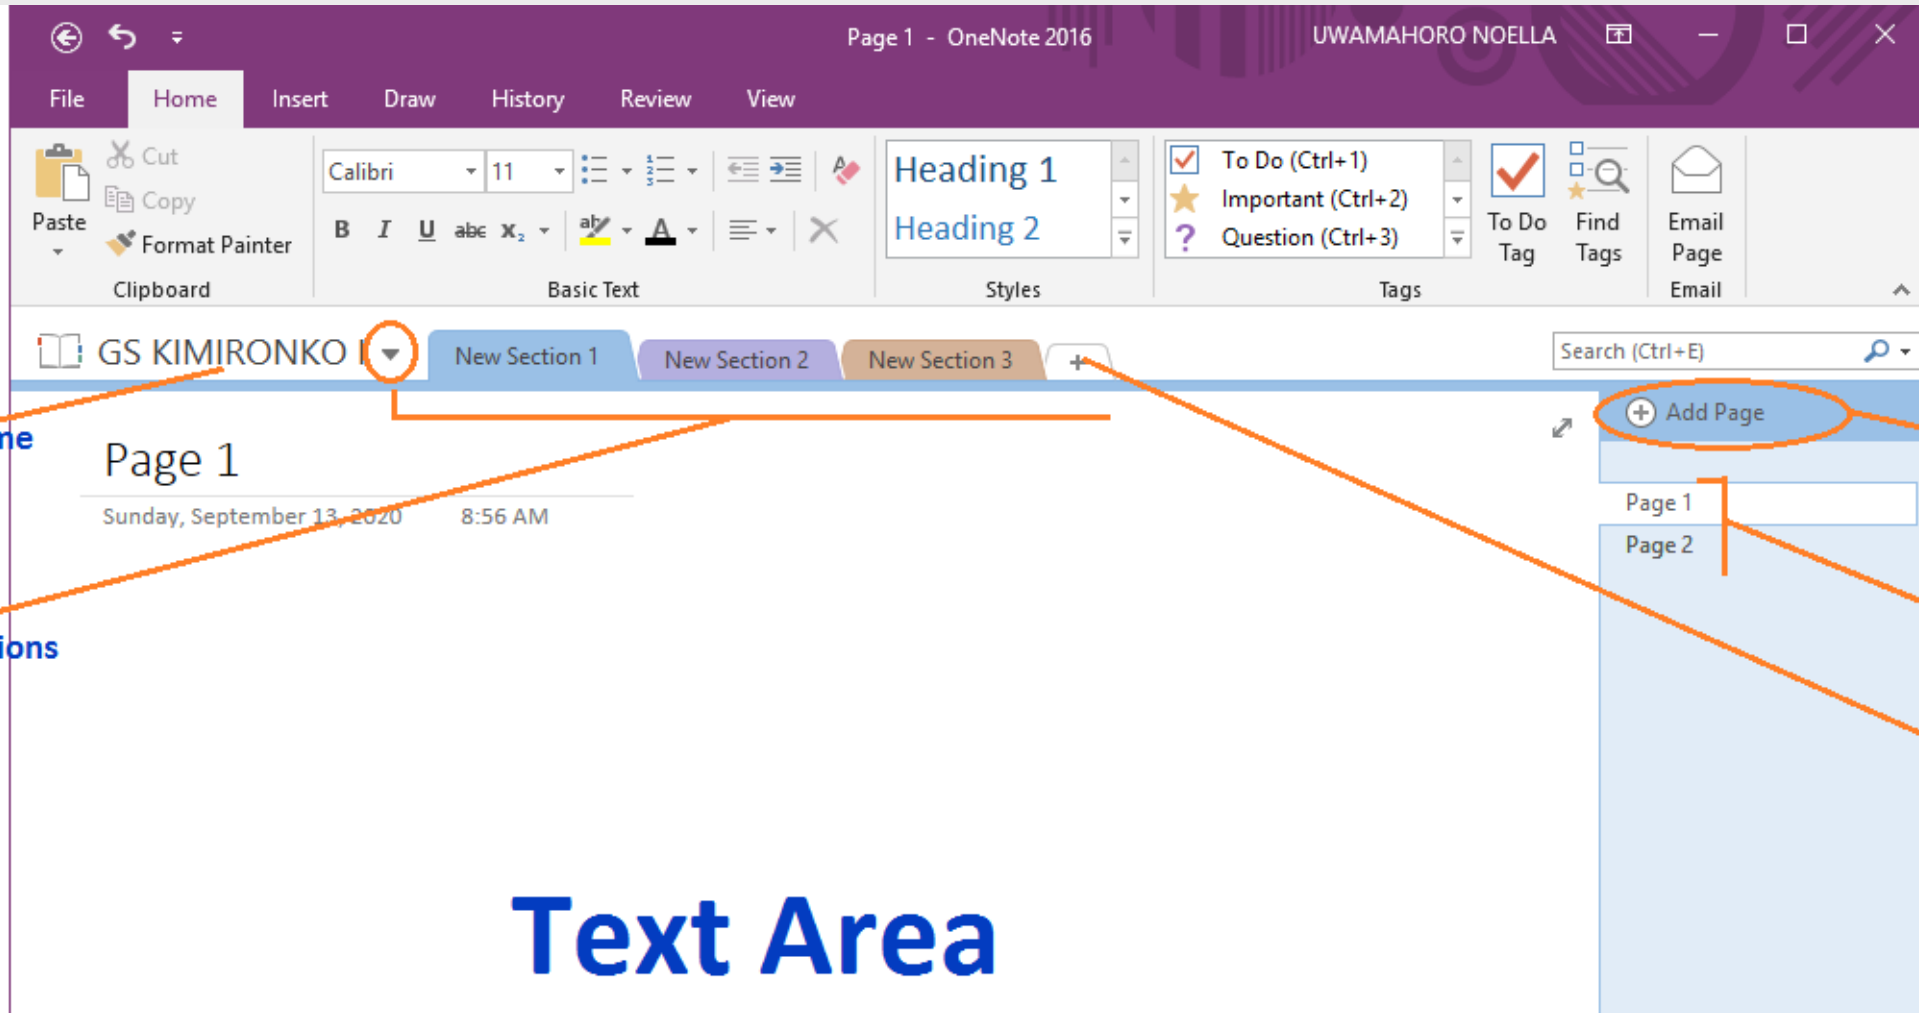 Page 1 - OneNote 2016
UWAMAHORO NOELLA
File Home Insert Draw History Review View
Paste
Cut
Copy
Format Painter
Clipboard
Calibri 11
B I U abc x₂ aby A
Basic Text
Heading 1
Heading 2
Styles
To Do (Ctrl+1)
Important (Ctrl+2)
Question (Ctrl+3)
To Do
Tag
Find
Tags
Tags
Email
Page
Email
GS KIMIRONKO I
New Section 1
New Section 2
New Section 3
Search (Ctrl+E)
Add Page
ne
Page 1
Sunday, September 13, 2020 8:56 AM
Page 1
Page 2
ions
Text Area